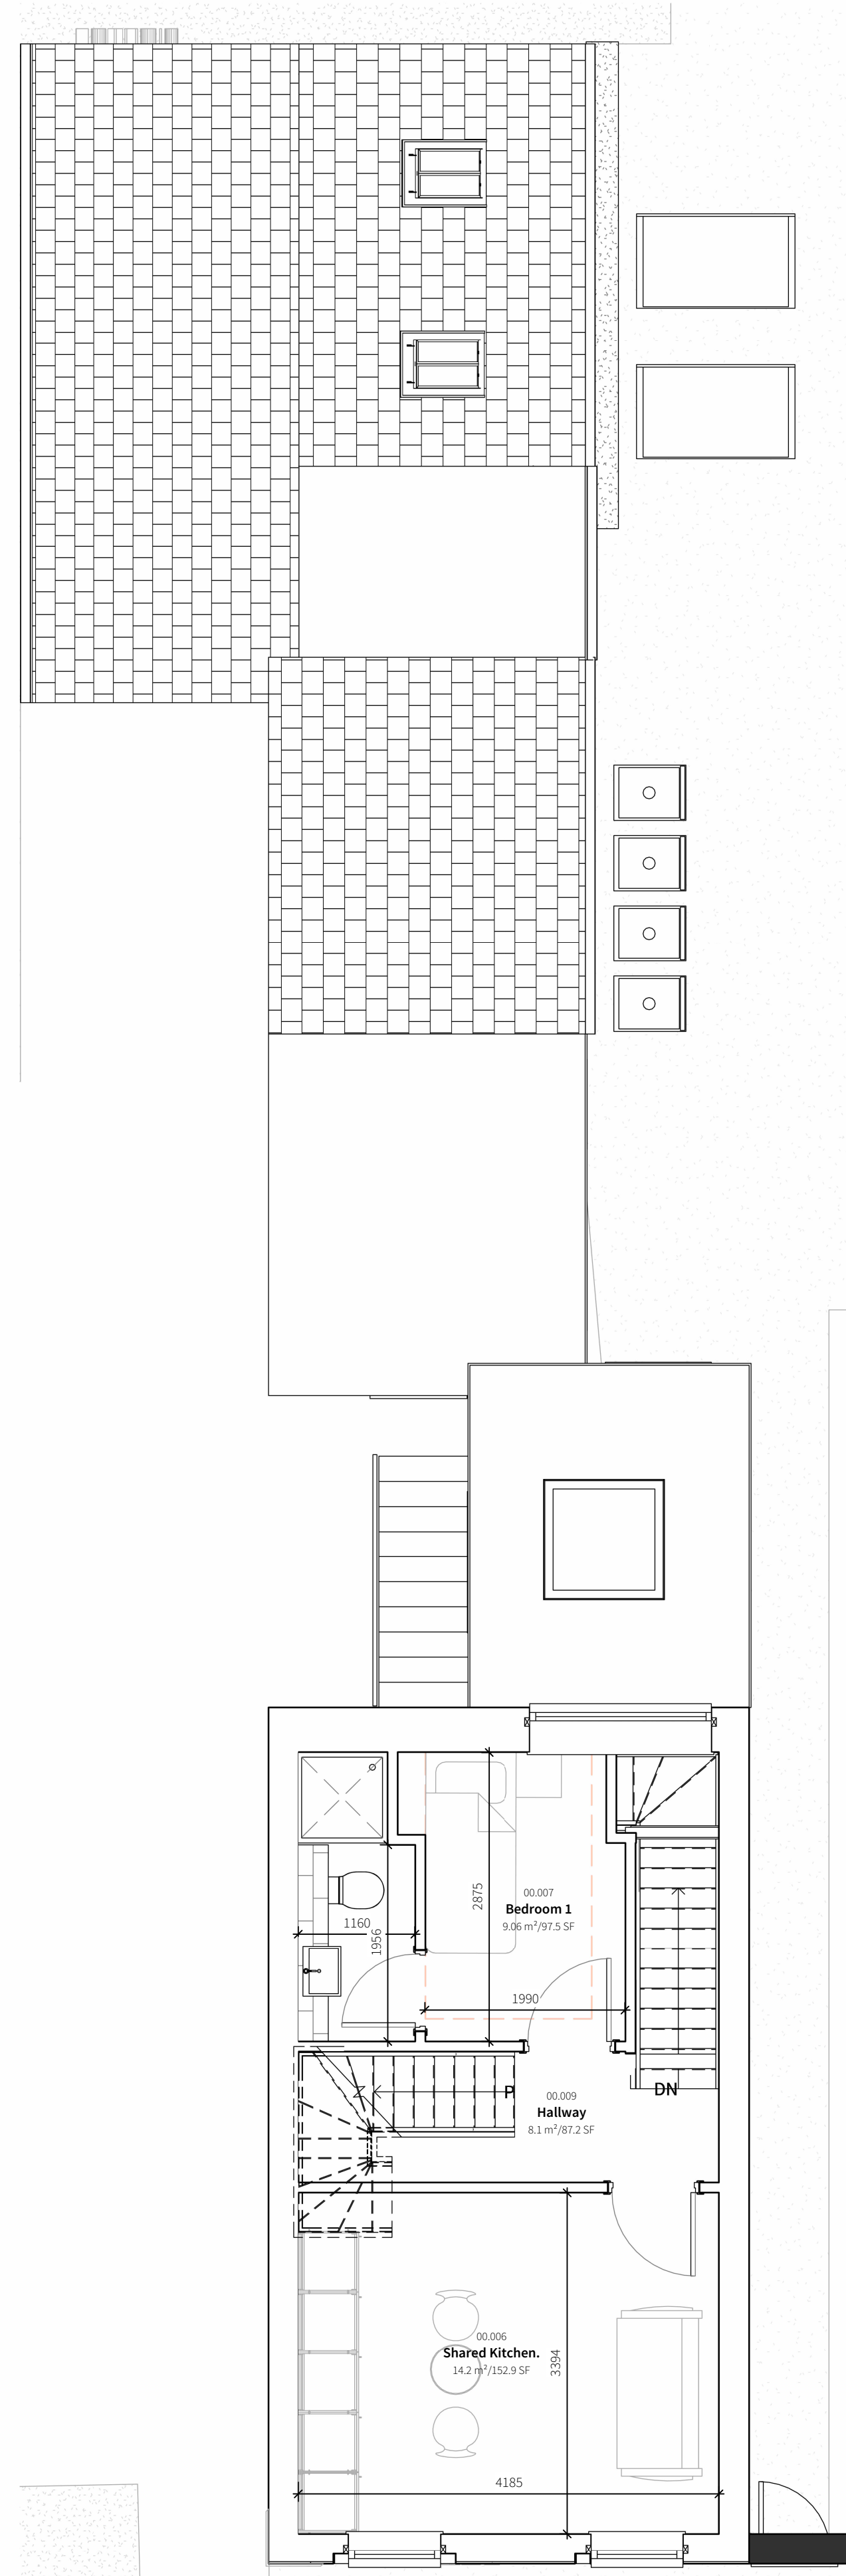 2875
00.007
Bedroom 1
9.06 m²/97.5 SF
1160
1956
1990
P
00.009
Hallway
8.1 m²/87.2 SF
DN
00.006
Shared Kitchen.
14.2 m²/152.9 SF
3394
4185